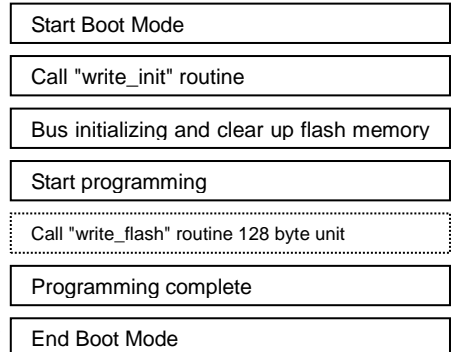 Start Boot Mode
Call "write_init" routine
Bus initializing and clear up flash memory
Start programming
Call "write_flash" routine 128 byte unit
Programming complete
End Boot Mode